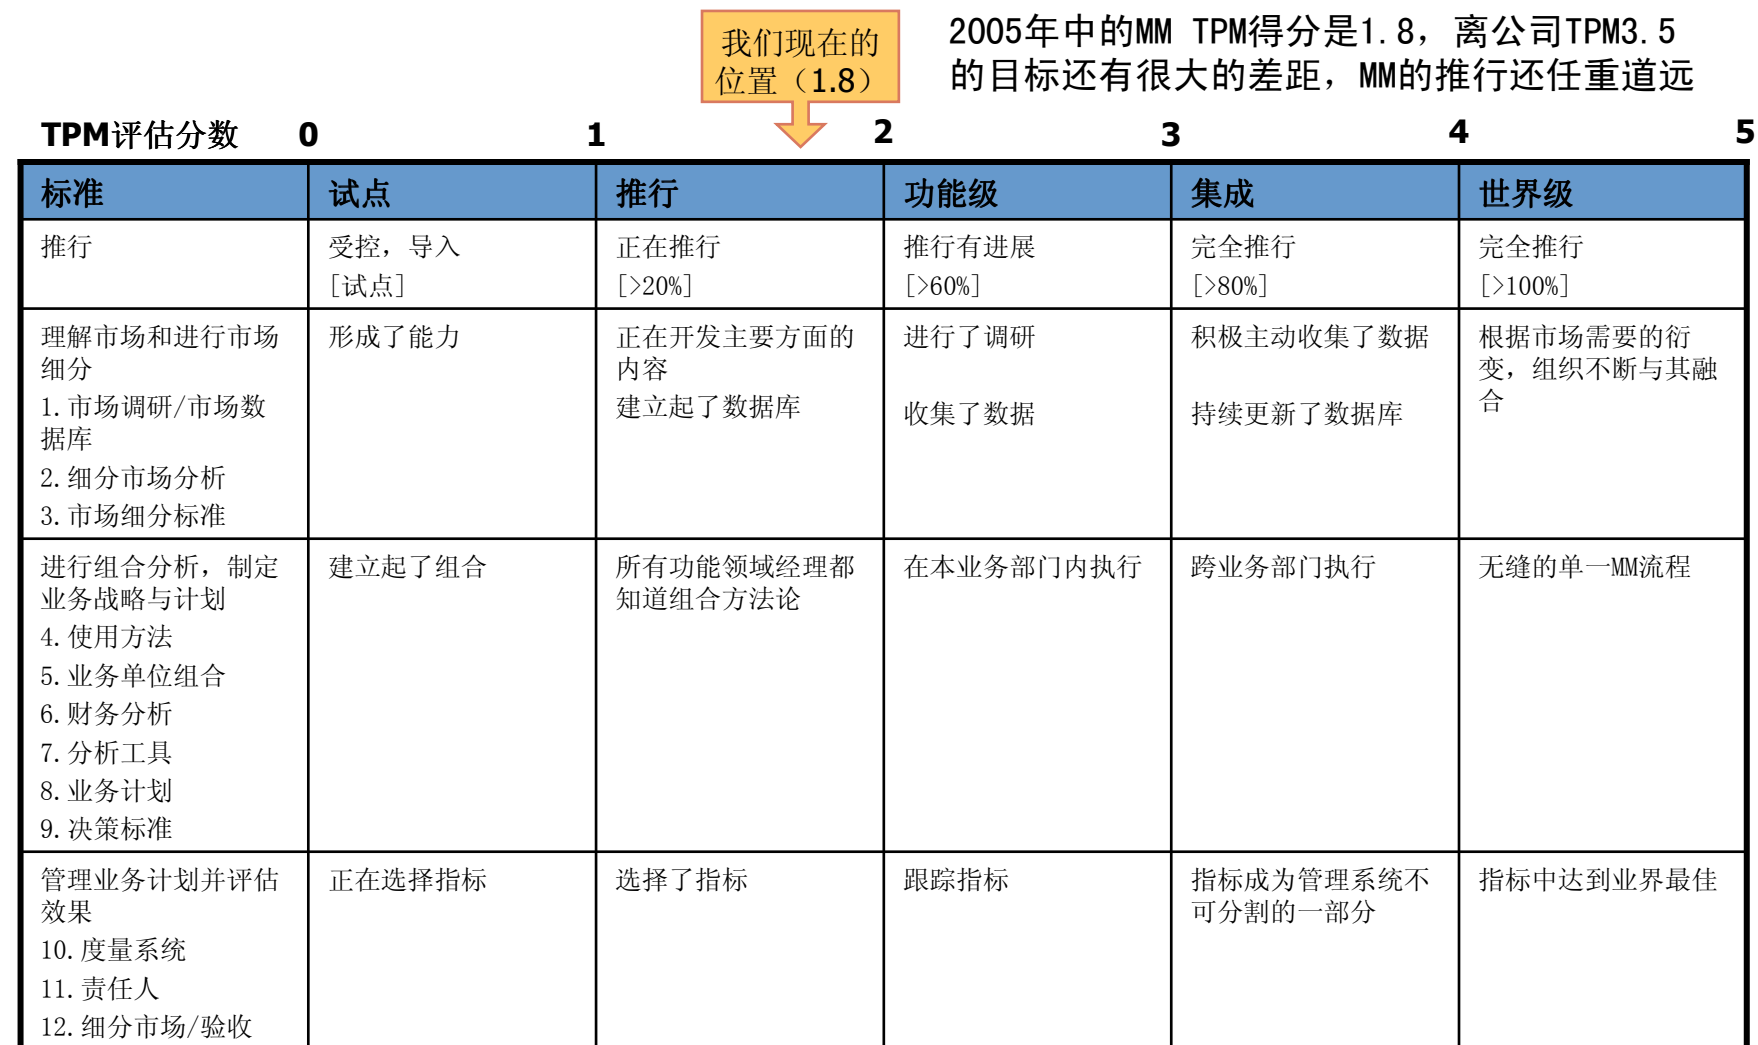 我们现在的
位置（1.8）
2005年中的MM TPM得分是1.8，离公司TPM3.5
的目标还有很大的差距，MM的推行还任重道远
TPM评估分数 0 1 2 3 4 5
标准 试点 推行 功能级 集成 世界级
推行
受控，导入
[试点]
正在推行
[>20%]
推行有进展
[>60%]
完全推行
[>80%]
完全推行
[>100%]
理解市场和进行市场
细分
1.市场调研/市场数
据库
2.细分市场分析
3.市场细分标准
形成了能力
正在开发主要方面的
内容
建立起了数据库
进行了调研
收集了数据
积极主动收集了数据
持续更新了数据库
根据市场需要的衍
变，组织不断与其融
合
进行组合分析，制定
业务战略与计划
4.使用方法
5.业务单位组合
6.财务分析
7.分析工具
8.业务计划
9.决策标准
建立起了组合
所有功能领域经理都
知道组合方法论
在本业务部门内执行
跨业务部门执行
无缝的单一MM流程
管理业务计划并评估
效果
10.度量系统
11.责任人
12.细分市场/验收
正在选择指标
选择了指标
跟踪指标
指标成为管理系统不
可分割的一部分
指标中达到业界最佳